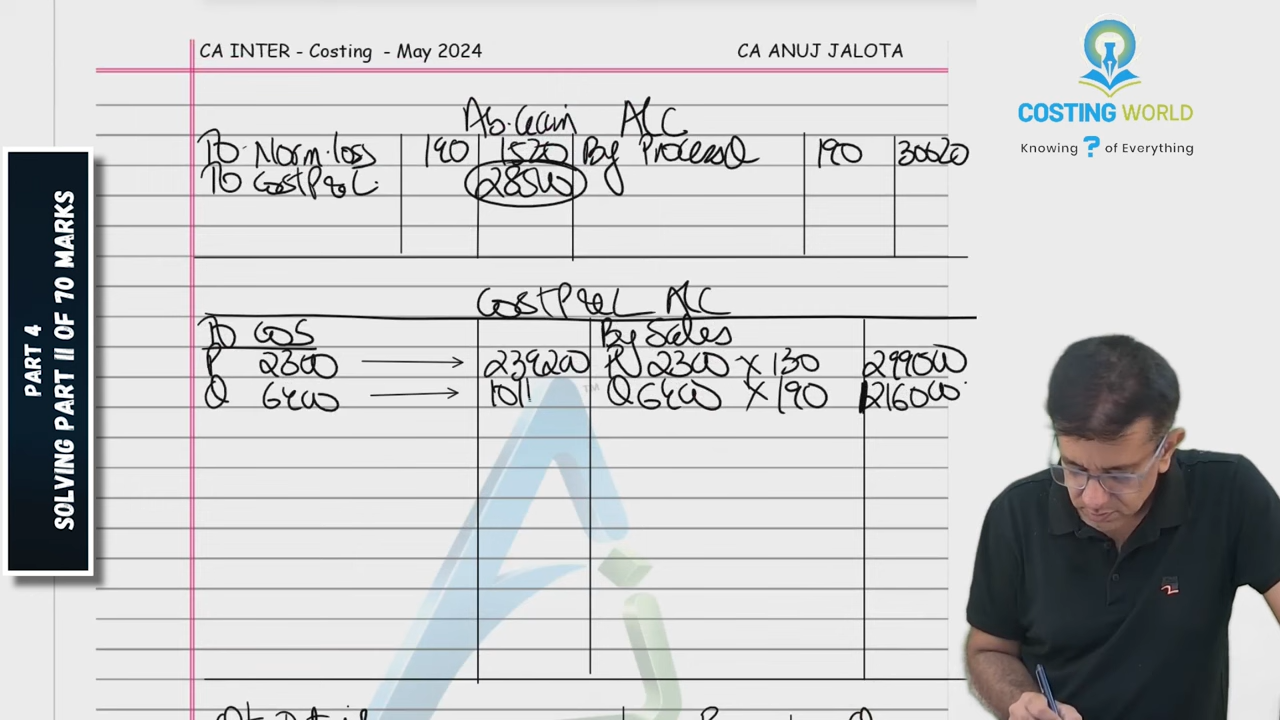 CA INTER - Costing - May 2024
CA ANUJ JALOTA
COSTING WORLD
Knowing ? of Everything
PART 4
SOLVING PART II OF 70 MARKS
Ab. Gain A/C
To Norm. loss 190 1520 By Process Q 190 30020
To Cost P & L 28500
Cost P & L A/C
To COS By Sales
P 2300 → 239200 P 2300 × 130 299000
Q 6400 → 1011 Q 6400 × 190 1216000